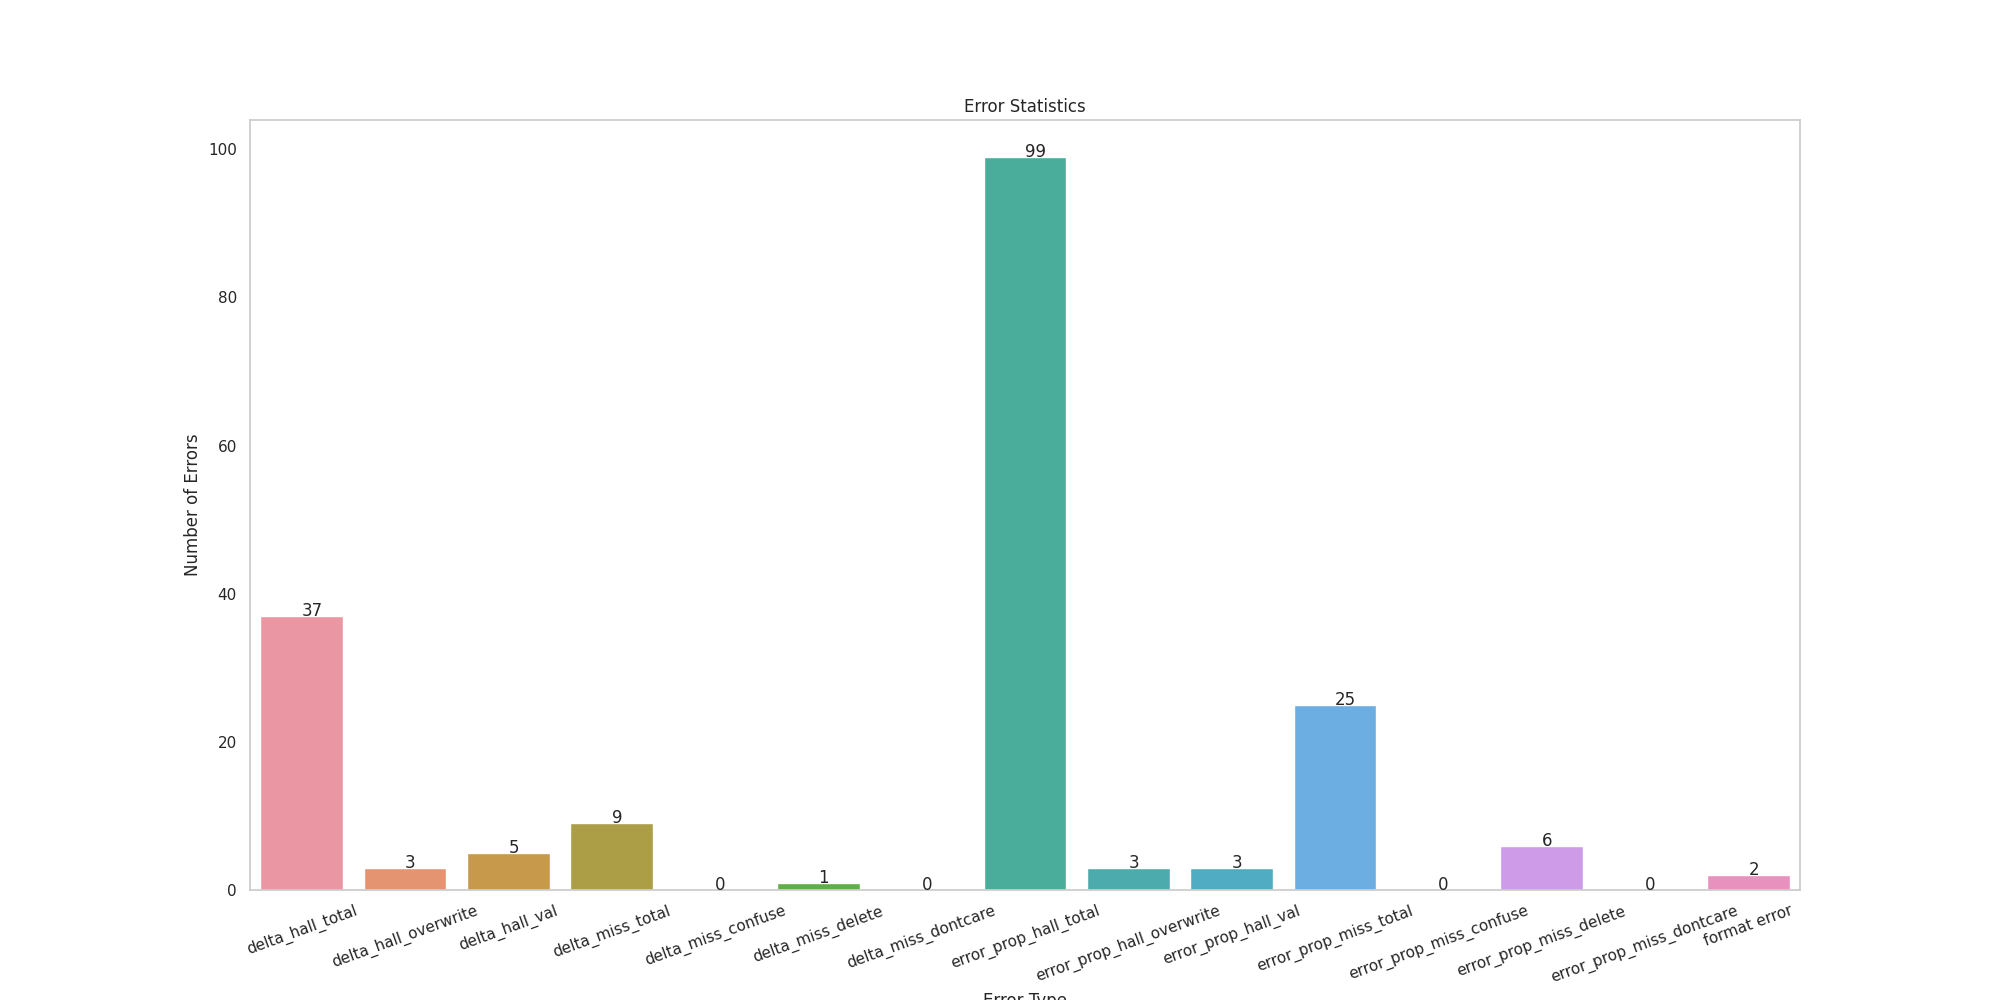 Error Statistics
100
80
60
40
20
0
Number of Errors
37
3
5
9
0
1
0
99
3
3
25
0
6
0
2
delta_hall_total
delta_hall_overwrite
delta_hall_val
delta_miss_total
delta_miss_confuse
delta_miss_delete
delta_miss_dontcare
error_prop_hall_total
error_prop_hall_overwrite
error_prop_hall_val
error_prop_miss_total
error_prop_miss_confuse
error_prop_miss_delete
error_prop_miss_dontcare
format error
Error Type